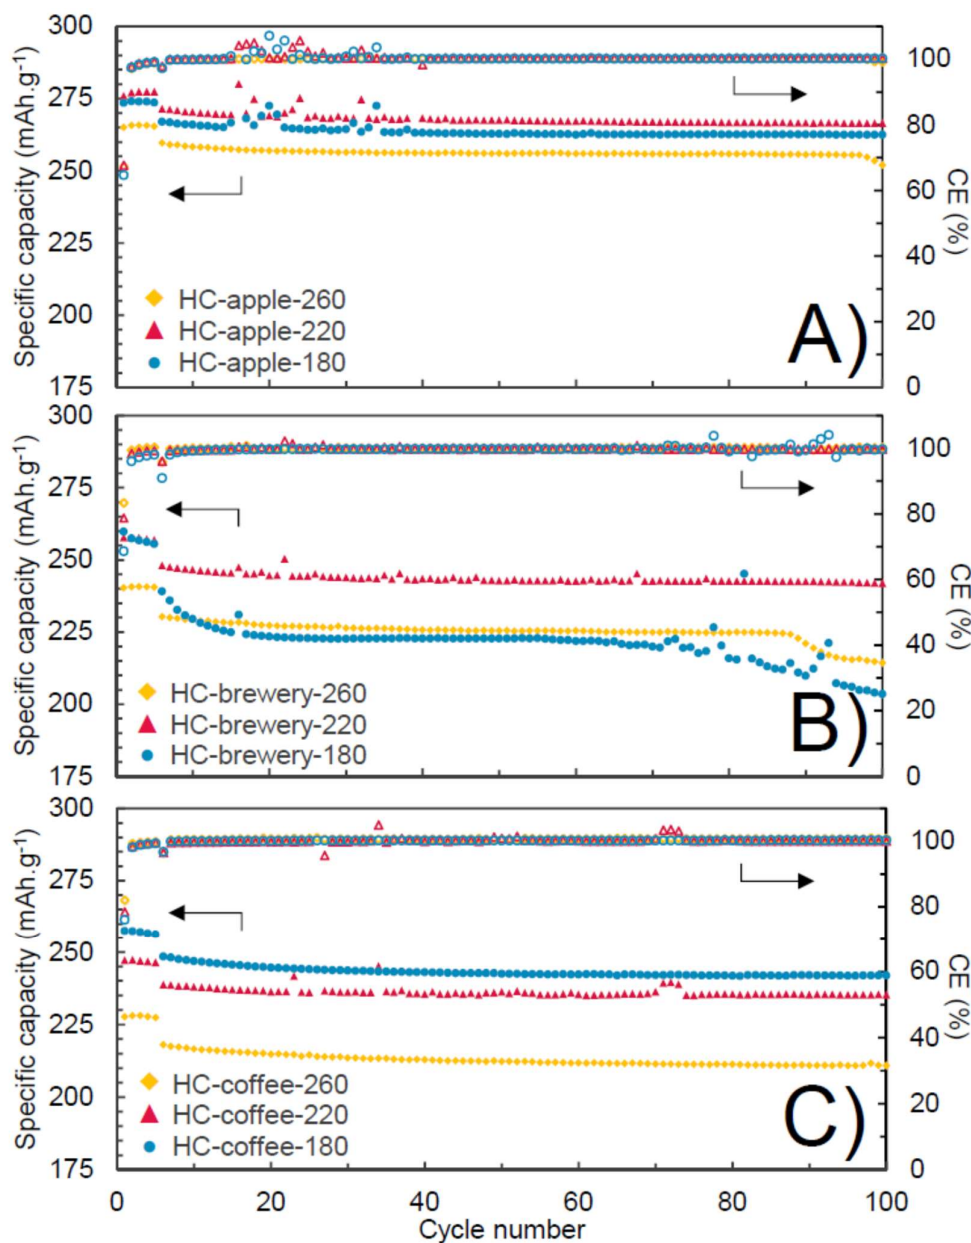 300
275
250
225
200
175
Specific capacity (mAh.g⁻¹)
100
80
60
40
20
0
CE (%)
HC-apple-260
HC-apple-220
HC-apple-180
A)
300
275
250
225
200
175
Specific capacity (mAh.g⁻¹)
100
80
60
40
20
0
CE (%)
HC-brewery-260
HC-brewery-220
HC-brewery-180
B)
300
275
250
225
200
175
Specific capacity (mAh.g⁻¹)
100
80
60
40
20
0
CE (%)
HC-coffee-260
HC-coffee-220
HC-coffee-180
C)
0 20 40 60 80 100
Cycle number